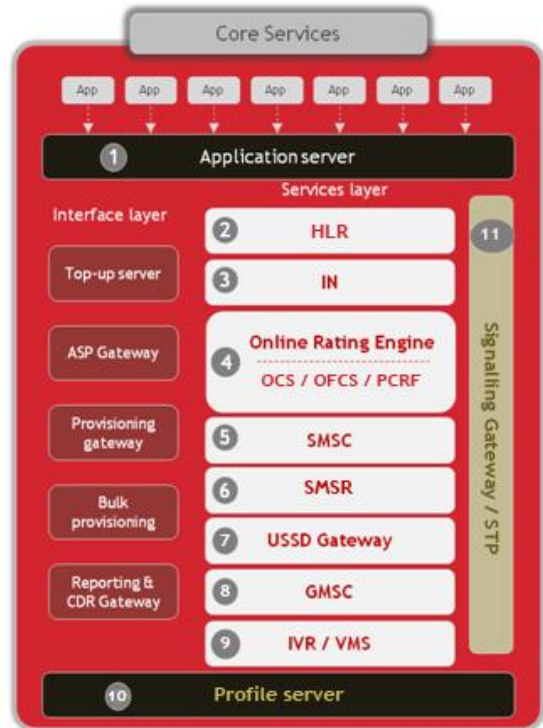 Core Services
App App App App App App App
1 Application server
Services layer
Interface layer
Top-up server
ASP Gateway
Provisioning
gateway
Bulk
provisioning
Reporting &
CDR Gateway
2 HLR
3 IN
4 Online Rating Engine
OCS / OFCS / PCRF
5 SMSC
6 SMSR
7 USSD Gateway
8 GMSC
9 IVR / VMS
11
Signalling Gateway / STP
10 Profile server